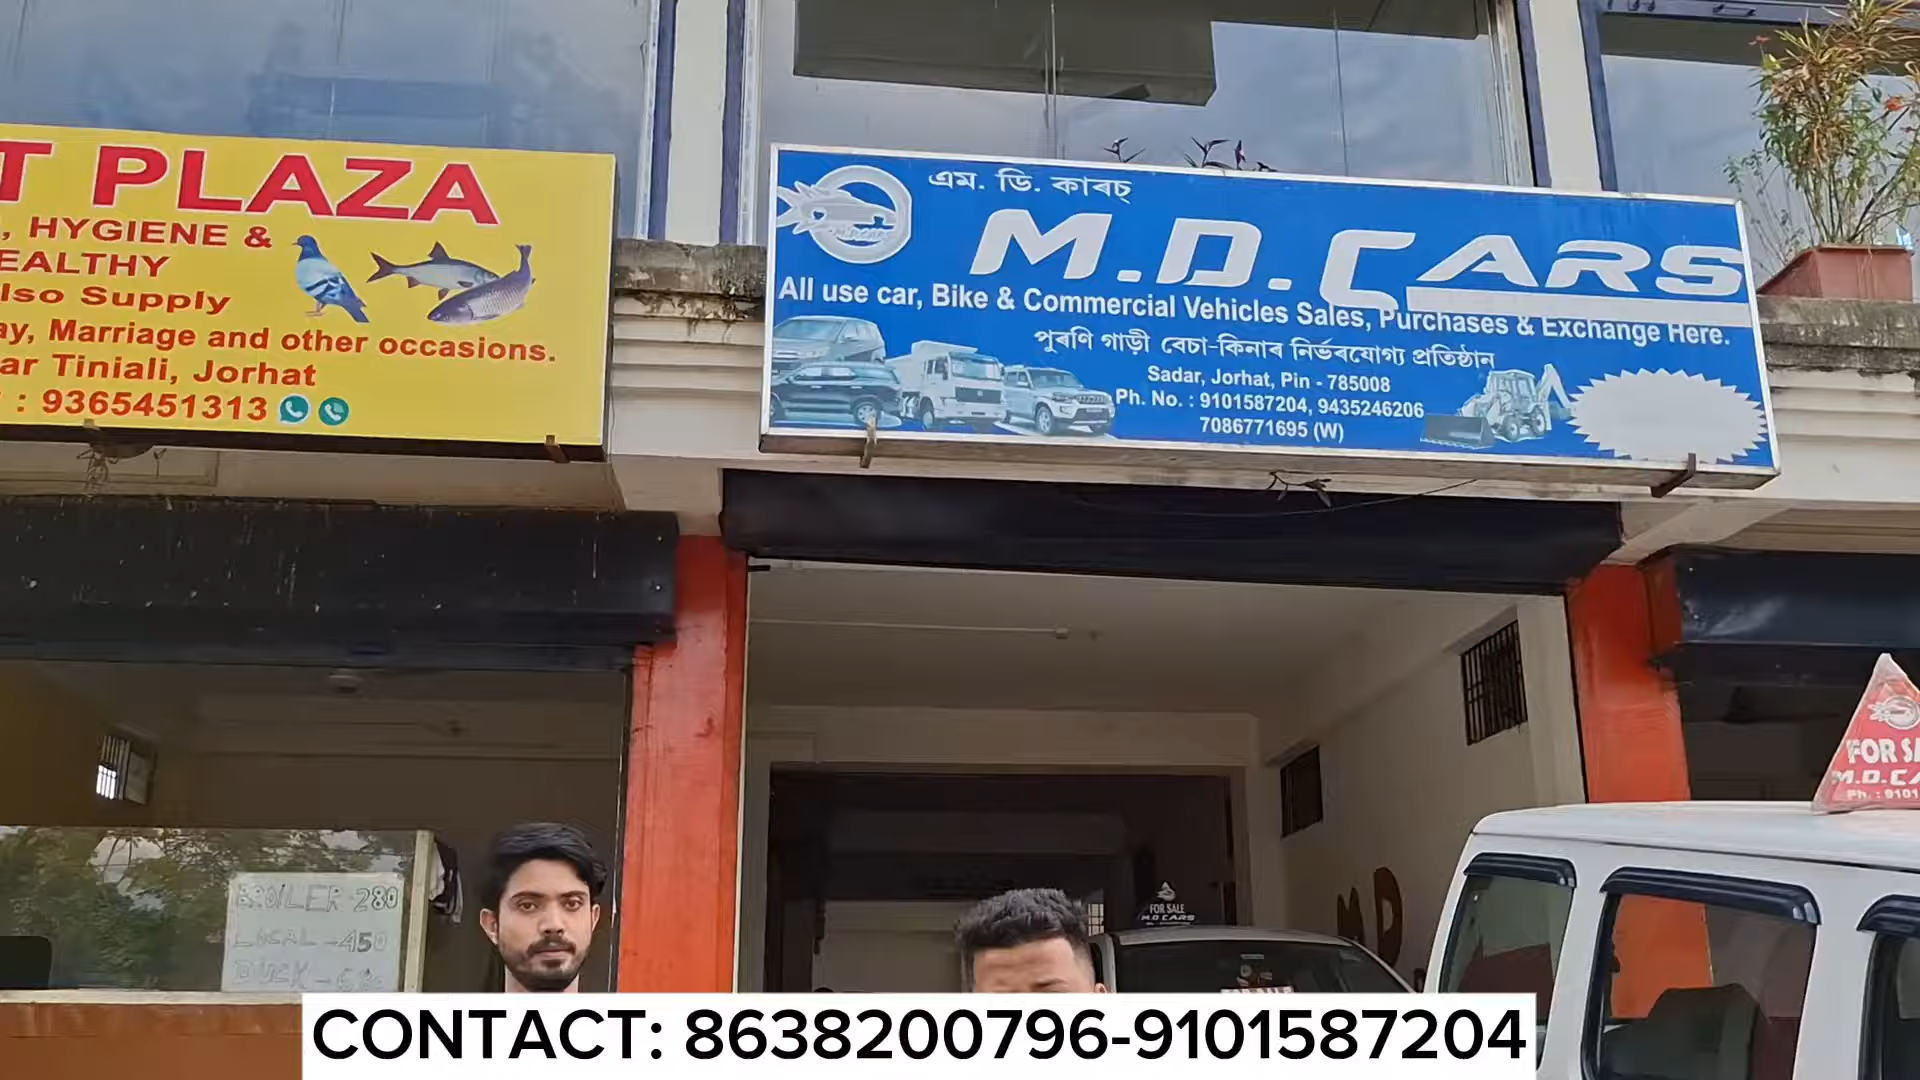 T PLAZA
, HYGIENE &
EALTHY
lso Supply
ay, Marriage and other occasions.
ar Tiniali, Jorhat
: 9365451313
এম. ডি. কাৰচ্
M.D. CARS
All use car, Bike & Commercial Vehicles Sales, Purchases & Exchange Here.
পুৰণি গাড়ী বেচা-কিনাৰ নিৰ্ভৰযোগ্য প্ৰতিষ্ঠান
Sadar, Jorhat, Pin - 785008
Ph. No. : 9101587204, 9435246206
7086771695 (W)
FOR SA
M.D.CA
Ph. : 9101
BROILER-280
LOCAL-450
DUCK-
FOR SALE
M.D CARS
M D
CONTACT: 8638200796-9101587204